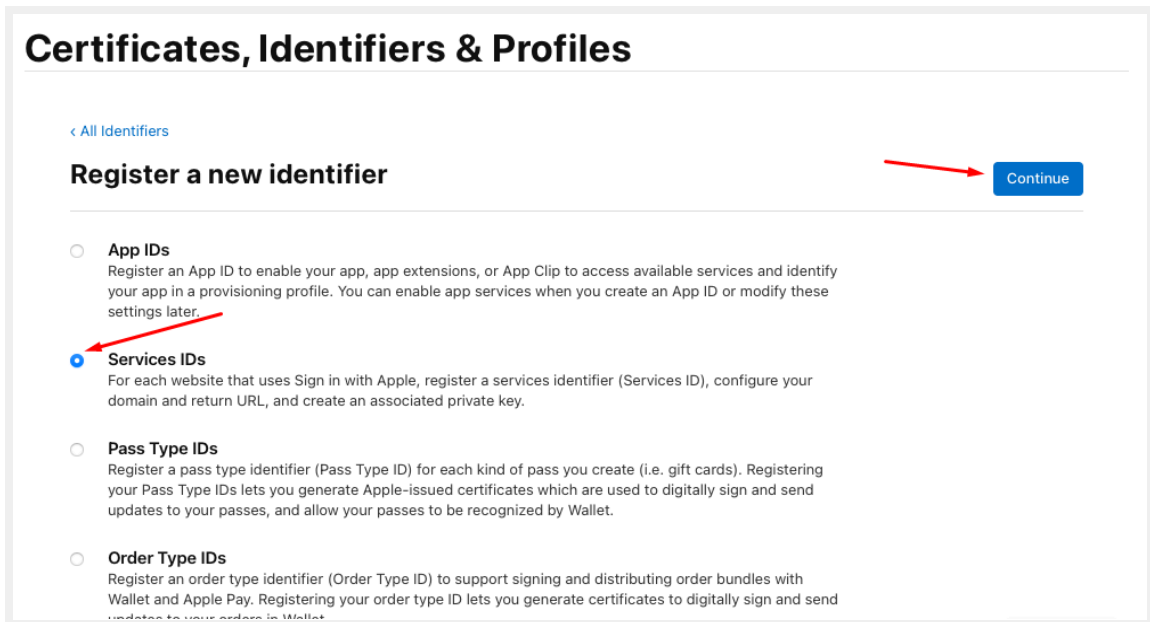 Certificates, Identifiers & Profiles
‹ All Identifiers
Register a new identifier
Continue
App IDs
Register an App ID to enable your app, app extensions, or App Clip to access available services and identify
your app in a provisioning profile. You can enable app services when you create an App ID or modify these
settings later.
Services IDs
For each website that uses Sign in with Apple, register a services identifier (Services ID), configure your
domain and return URL, and create an associated private key.
Pass Type IDs
Register a pass type identifier (Pass Type ID) for each kind of pass you create (i.e. gift cards). Registering
your Pass Type IDs lets you generate Apple-issued certificates which are used to digitally sign and send
updates to your passes, and allow your passes to be recognized by Wallet.
Order Type IDs
Register an order type identifier (Order Type ID) to support signing and distributing order bundles with
Wallet and Apple Pay. Registering your order type ID lets you generate certificates to digitally sign and send
updates to your orders in Wallet.